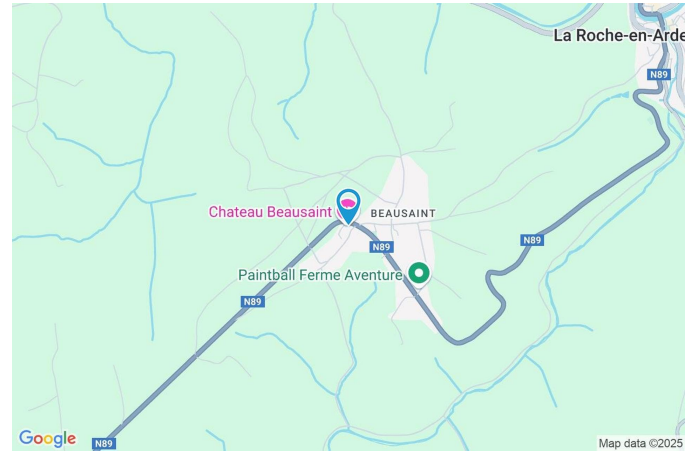 La Roche-en-Arde
N89
Chateau Beausaint
BEAUSAINT
N89
N89
Paintball Ferme Aventure
N89
N89
Google
Map data ©2025